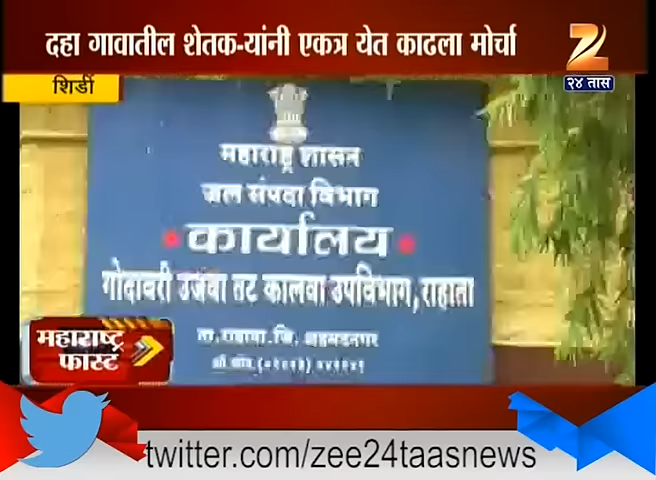 दहा गावातील शेतक-यांनी एकत्र येत काढला मोर्चा
२४ तास
शिर्डी
महाराष्ट्र शासन
जल संपदा विभाग
कार्यालय
गोदावरी उजवा तट कालवा उपविभाग, राहाता
ता. राहाता जि. अहमदनगर
महाराष्ट्र
फास्ट
twitter.com/zee24taasnews